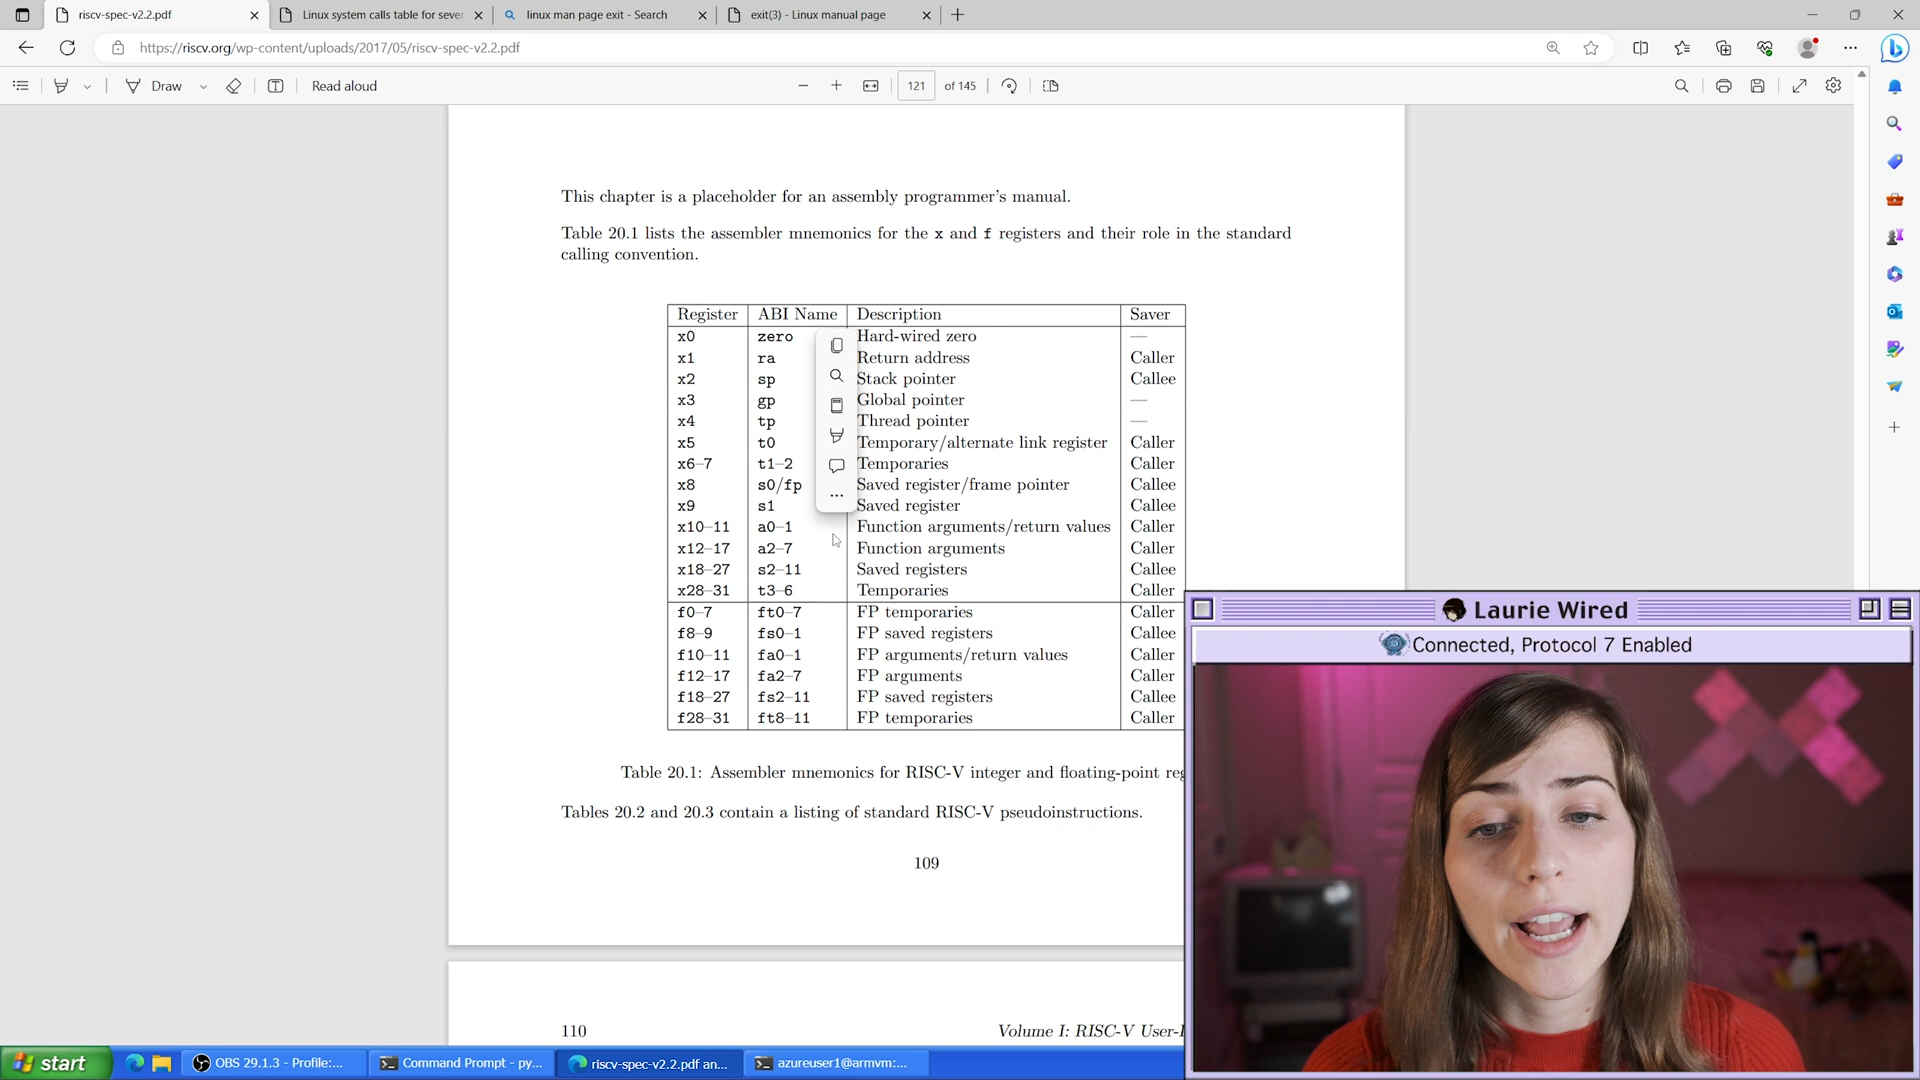 riscv-spec-v2.2.pdf
Linux system calls table for sever
linux man page exit - Search
exit(3) - Linux manual page
https://riscv.org/wp-content/uploads/2017/05/riscv-spec-v2.2.pdf
Draw
Read aloud
121 of 145
This chapter is a placeholder for an assembly programmer's manual.
Table 20.1 lists the assembler mnemonics for the x and f registers and their role in the standard
calling convention.
Register ABI Name Description Saver
x0 zero Hard-wired zero —
x1 ra Return address Caller
x2 sp Stack pointer Callee
x3 gp Global pointer —
x4 tp Thread pointer —
x5 t0 Temporary/alternate link register Caller
x6–7 t1–2 Temporaries Caller
x8 s0/fp Saved register/frame pointer Callee
x9 s1 Saved register Callee
x10–11 a0–1 Function arguments/return values Caller
x12–17 a2–7 Function arguments Caller
x18–27 s2–11 Saved registers Callee
x28–31 t3–6 Temporaries Caller
f0–7 ft0–7 FP temporaries Caller
f8–9 fs0–1 FP saved registers Callee
f10–11 fa0–1 FP arguments/return values Caller
f12–17 fa2–7 FP arguments Caller
f18–27 fs2–11 FP saved registers Callee
f28–31 ft8–11 FP temporaries Caller
Table 20.1: Assembler mnemonics for RISC-V integer and floating-point reg
Tables 20.2 and 20.3 contain a listing of standard RISC-V pseudoinstructions.
109
110 Volume I: RISC-V User-L
Laurie Wired
Connected, Protocol 7 Enabled
start
OBS 29.1.3 - Profile:...
Command Prompt - py...
riscv-spec-v2.2.pdf an...
azureuser1@armvm:...